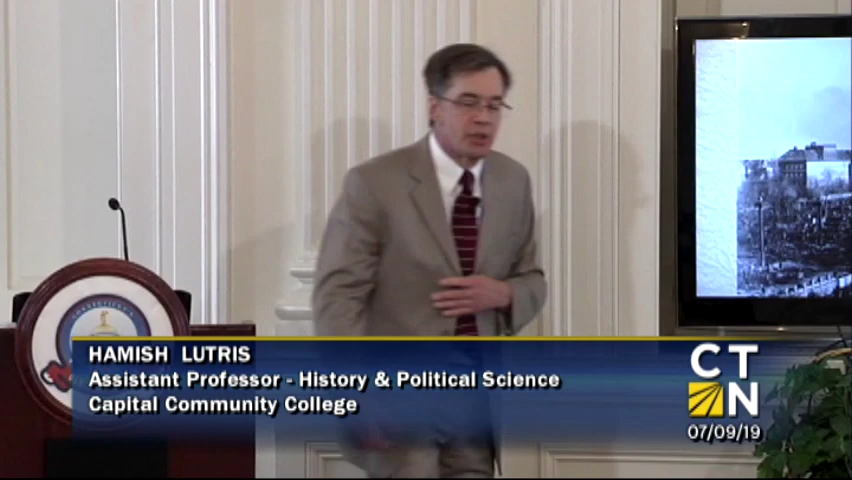 HAMISH LUTRIS
Assistant Professor - History & Political Science
Capital Community College
CT
N
07/09/19